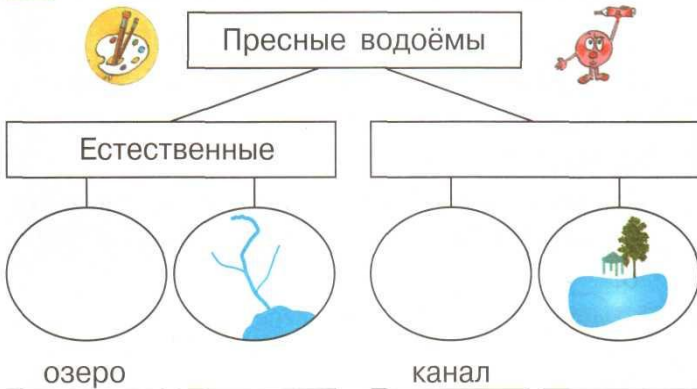 Пресные водоёмы
Естественные
озеро
канал